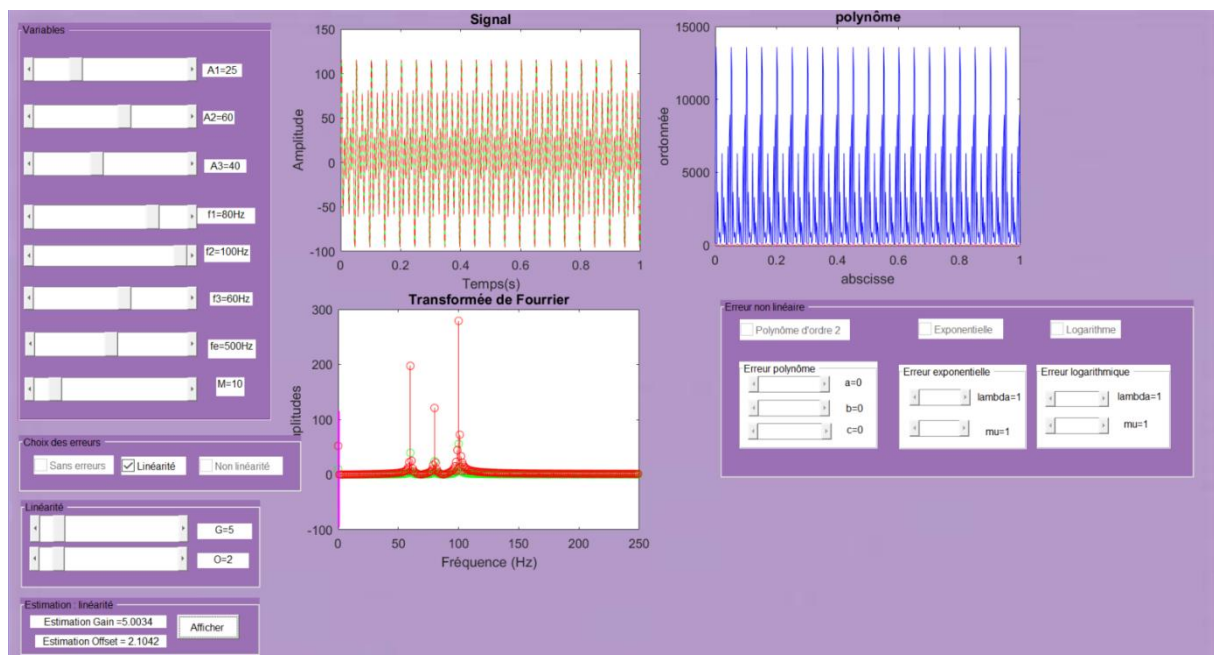 Variables
A1=25
A2=60
A3=40
f1=80Hz
f2=100Hz
f3=60Hz
fe=500Hz
M=10
Choix des erreurs
Sans erreurs
Linéarité
Non linéarité
Linéarité
G=5
O=2
Estimation : linéarité
Estimation Gain =5.0034
Estimation Offset = 2.1042
Afficher
Signal
150
100
50
0
-50
-100
Amplitude
0 0.2 0.4 0.6 0.8 1
Temps(s)
Transformée de Fourrier
300
200
100
0
-100
plitudes
0 50 100 150 200 250
Fréquence (Hz)
polynôme
15000
10000
5000
0
ordonnée
0 0.2 0.4 0.6 0.8 1
abscisse
Erreur non linéaire
Polynôme d'ordre 2
Exponentielle
Logarithme
Erreur polynôme
a=0
b=0
c=0
Erreur exponentielle
lambda=1
mu=1
Erreur logarithmique
lambda=1
mu=1